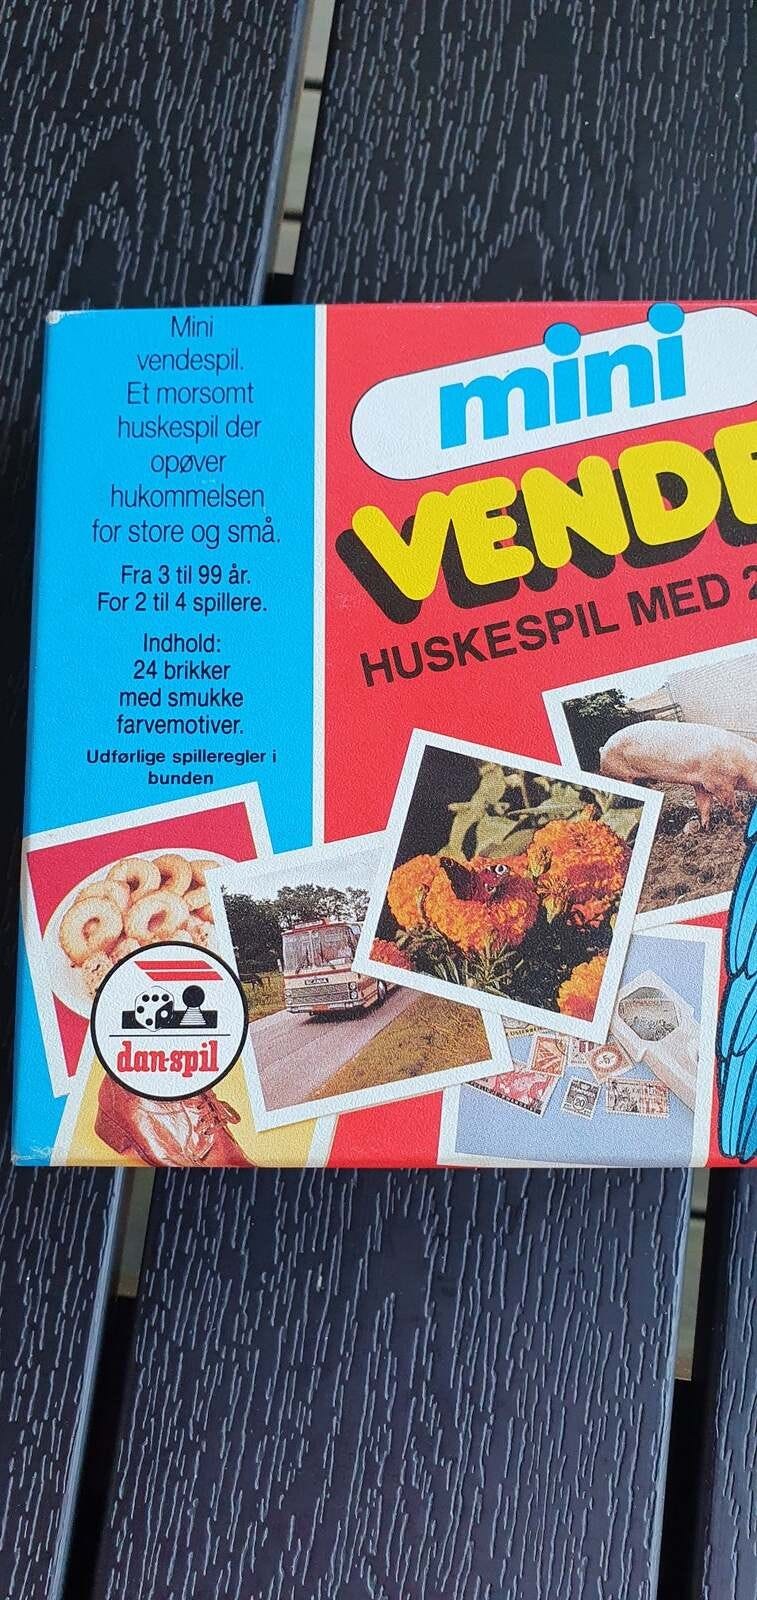 Mini
vendespil.
Et morsomt
huskespil der
opøver
hukommelsen
for store og små.
Fra 3 til 99 år.
For 2 til 4 spillere.
Indhold:
24 brikker
med smukke
farvemotiver.
Udførlige spilleregler i
bunden
mini
VENDE
HUSKESPIL MED 2
SCANIA
dan-spil